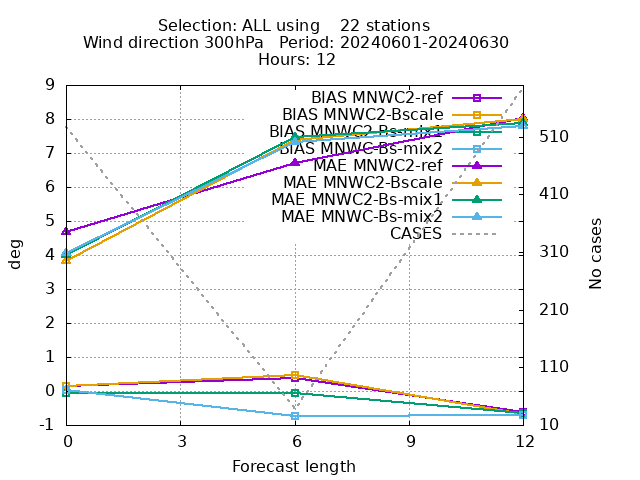 Selection: ALL using    22 stations
Wind direction 300hPa   Period: 20240601-20240630
Hours: 12
BIAS MNWC2-ref
BIAS MNWC2-Bscale
BIAS MNWC2-Bs-mix1
BIAS MNWC-Bs-mix2
MAE MNWC2-ref
MAE MNWC2-Bscale
MAE MNWC2-Bs-mix1
MAE MNWC-Bs-mix2
CASES
9
8
7
6
5
4
3
2
1
0
-1
deg
510
410
310
210
110
10
No cases
0
3
6
9
12
Forecast length